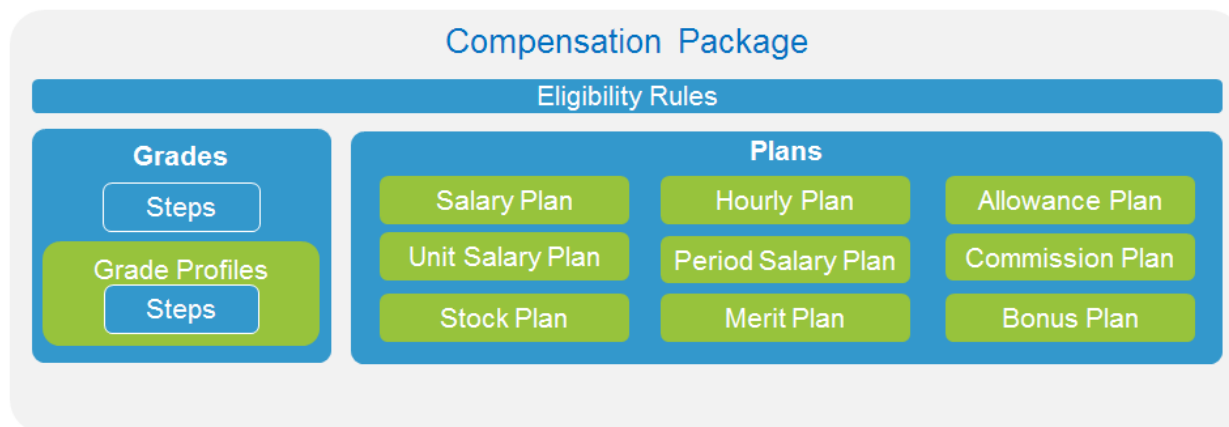 Compensation Package
Eligibility Rules
Grades
Steps
Grade Profiles
Steps
Plans
Salary Plan
Hourly Plan
Allowance Plan
Unit Salary Plan
Period Salary Plan
Commission Plan
Stock Plan
Merit Plan
Bonus Plan